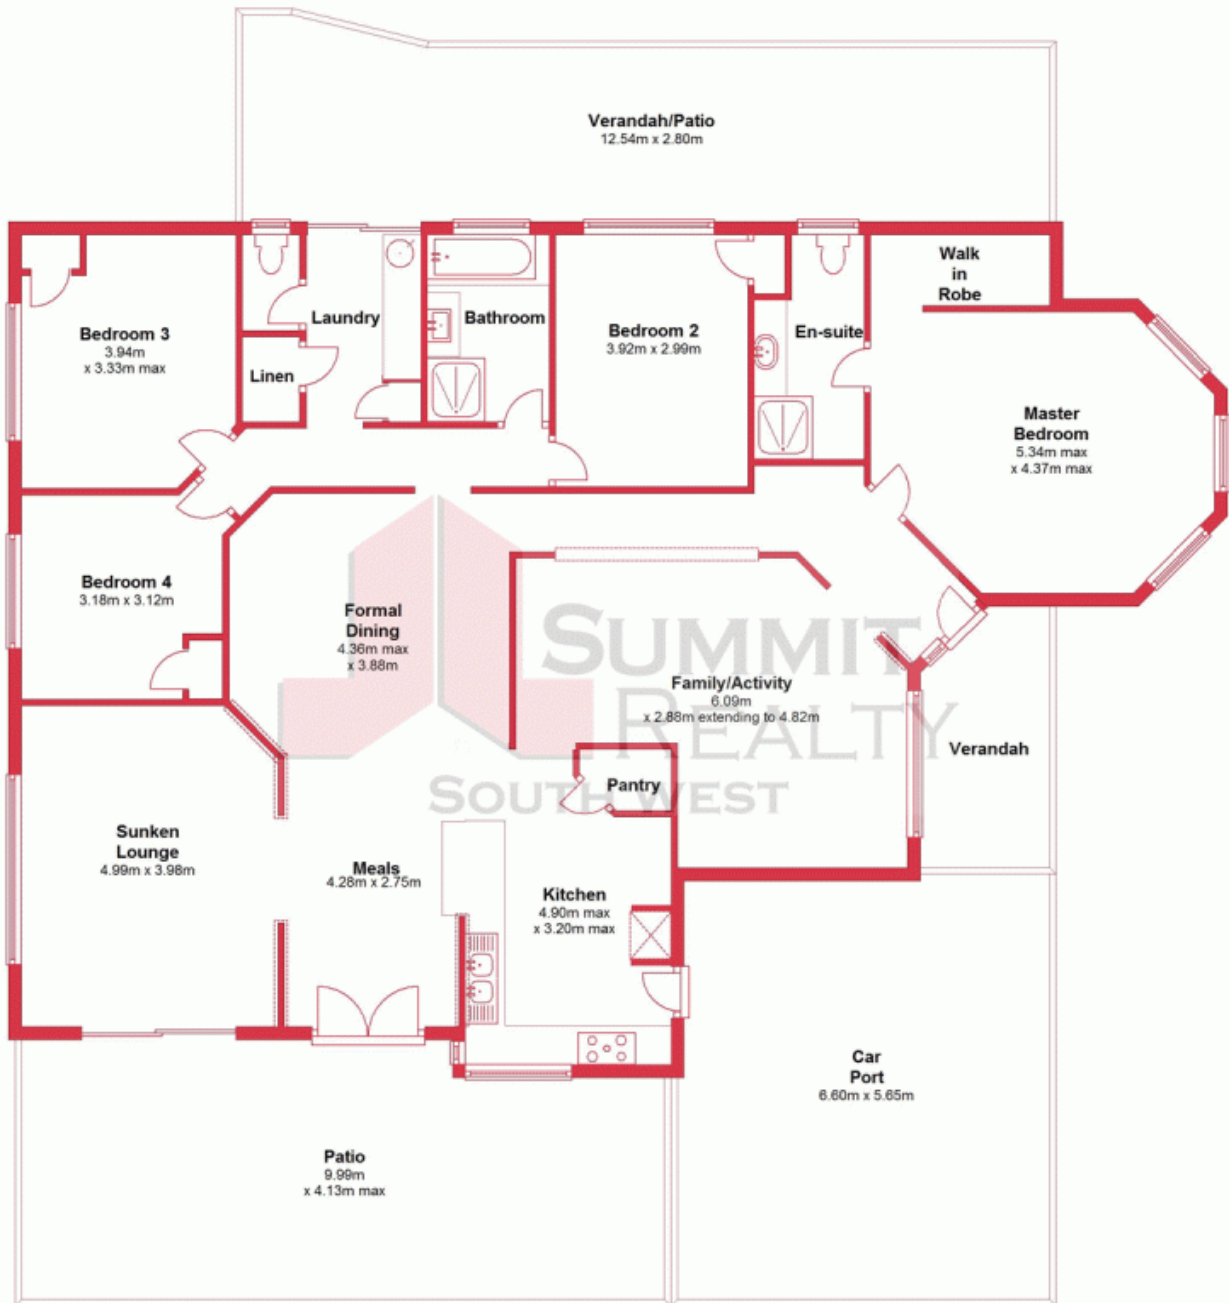 Verandah/Patio
12.54m x 2.80m
Walk
in
Robe
Bedroom 3
3.94m
x 3.33m max
Laundry
Linen
Bathroom
Bedroom 2
3.92m x 2.99m
En-suite
Master
Bedroom
5.34m max
x 4.37m max
Bedroom 4
3.18m x 3.12m
Formal
Dining
4.36m max
x 3.88m
SUMMIT
REALTY
SOUTH WEST
Family/Activity
6.09m
x 2.88m extending to 4.82m
Verandah
Pantry
Sunken
Lounge
4.99m x 3.98m
Meals
4.28m x 2.75m
Kitchen
4.90m max
x 3.20m max
Car
Port
6.60m x 5.65m
Patio
9.99m
x 4.13m max